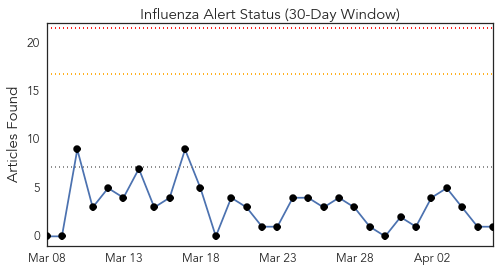 Influenza Alert Status (30-Day Window)
Articles Found
20
15
10
5
0
Mar 08 Mar 13 Mar 18 Mar 23 Mar 28 Apr 02